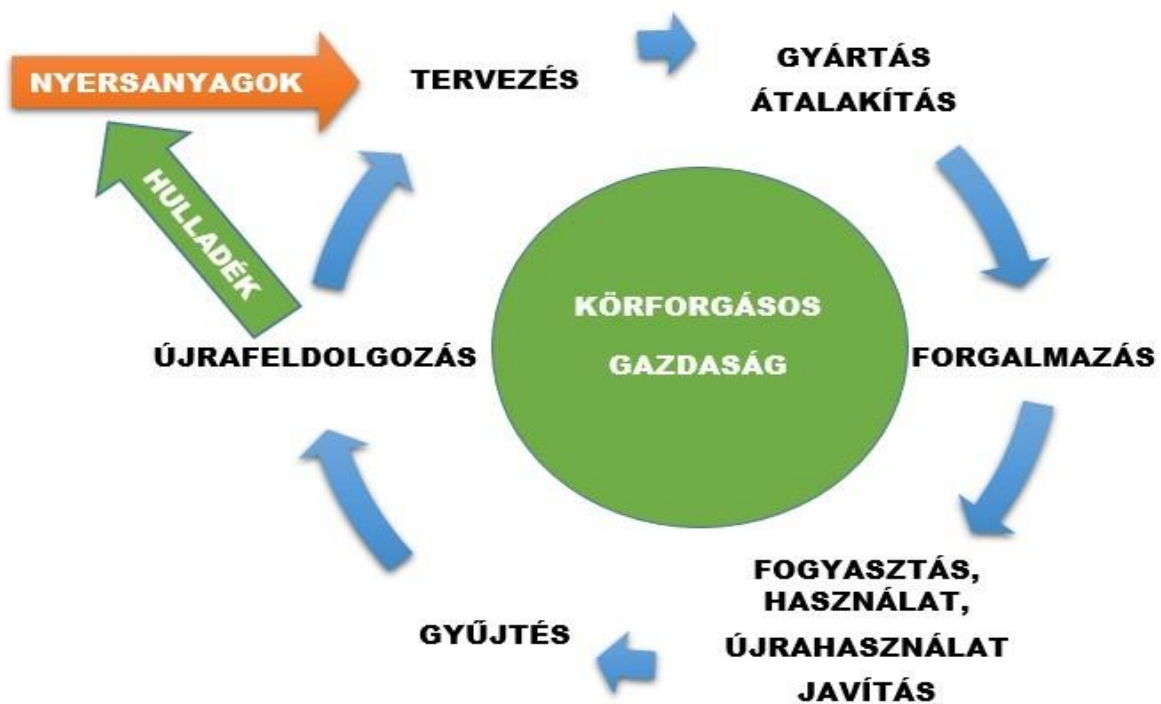 NYERSANYAGOK
TERVEZÉS
GYÁRTÁS
ÁTALAKÍTÁS
HULLADÉK
KÖRFORGÁSOS
GAZDASÁG
ÚJRAFELDOLGOZÁS
FORGALMAZÁS
FOGYASZTÁS,
HASZNÁLAT,
ÚJRAHASZNÁLAT
JAVÍTÁS
GYŰJTÉS